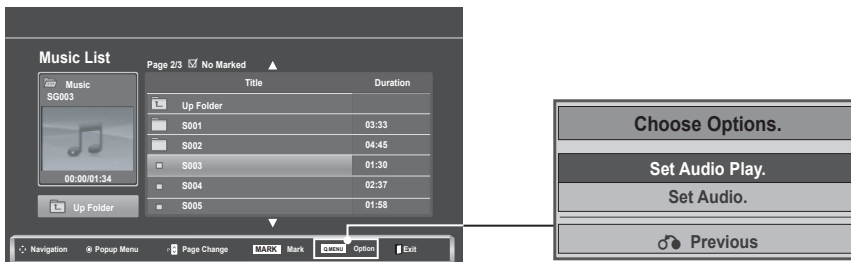 Music List
Page 2/3 No Marked
Music
SG003
00:00/01:34
Up Folder
Title Duration
Up Folder
S001 03:33
S002 04:45
S003 01:30
S004 02:37
S005 01:58
Navigation Popup Menu Page Change MARK Mark Q.MENU Option Exit
Choose Options.
Set Audio Play.
Set Audio.
Previous